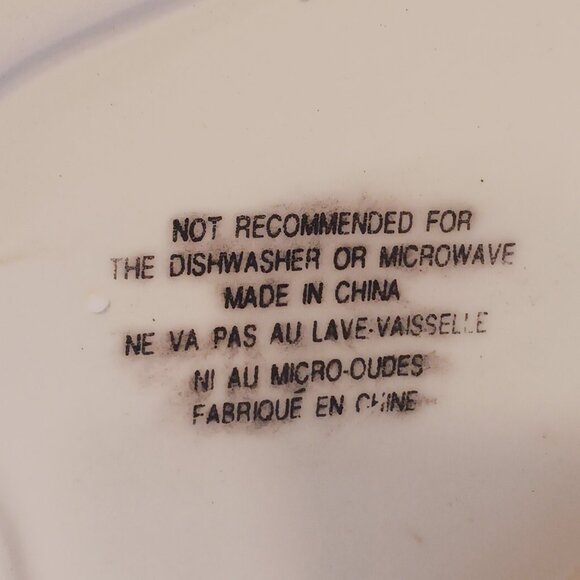 NOT RECOMMENDED FOR
THE DISHWASHER OR MICROWAVE
MADE IN CHINA
NE VA PAS AU LAVE-VAISSELLE
NI AU MICRO-OUDES
FABRIQUÉ EN CHINE